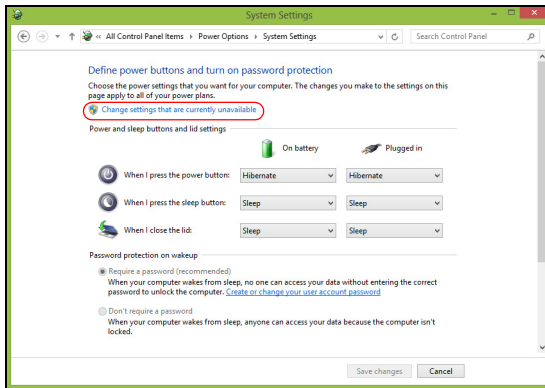 System Settings
« All Control Panel Items › Power Options › System Settings
Search Control Panel
Define power buttons and turn on password protection
Choose the power settings that you want for your computer. The changes you make to the settings on this
page apply to all of your power plans.
Change settings that are currently unavailable
Power and sleep buttons and lid settings
On battery Plugged in
When I press the power button: Hibernate Hibernate
When I press the sleep button: Sleep Sleep
When I close the lid: Sleep Sleep
Password protection on wakeup
Require a password (recommended)
When your computer wakes from sleep, no one can access your data without entering the correct
password to unlock the computer. Create or change your user account password
Don't require a password
When your computer wakes from sleep, anyone can access your data because the computer isn't
locked.
Save changes Cancel